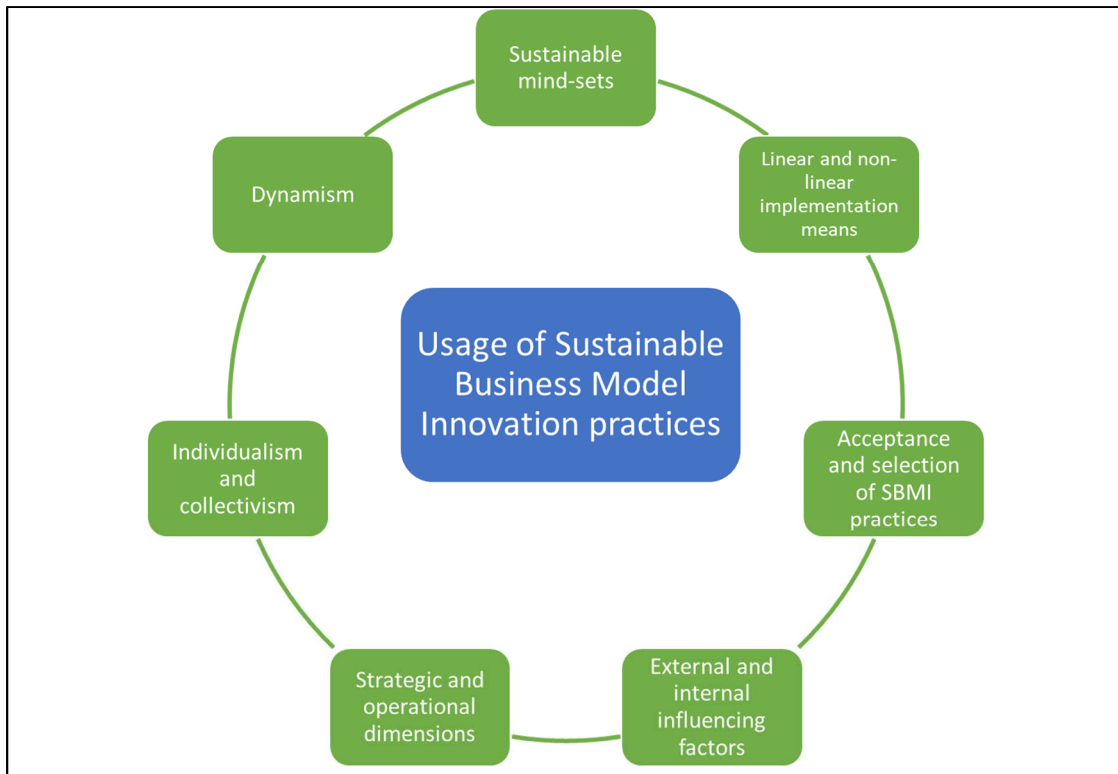 Sustainable
mind-sets
Linear and non-
linear
implementation
means
Dynamism
Usage of Sustainable
Business Model
Innovation practices
Acceptance
and selection
of SBMI
practices
Individualism
and
collectivism
External and
internal
influencing
factors
Strategic and
operational
dimensions